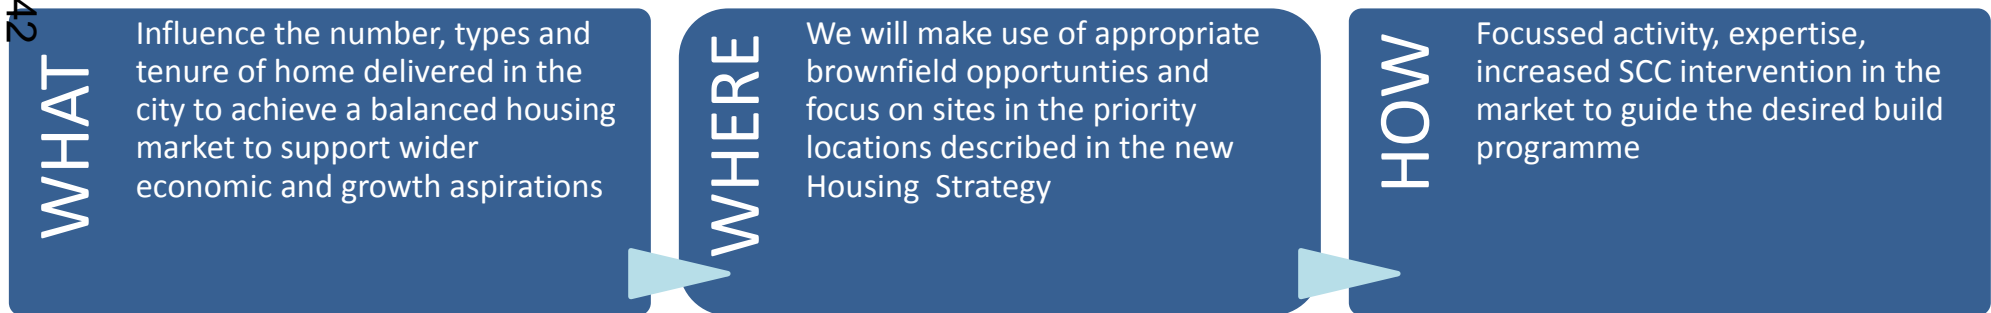 42
WHAT
Influence the number, types and
tenure of home delivered in the
city to achieve a balanced housing
market to support wider
economic and growth aspirations
WHERE
We will make use of appropriate
brownfield opportunties and
focus on sites in the priority
locations described in the new
Housing  Strategy
HOW
Focussed activity, expertise,
increased SCC intervention in the
market to guide the desired build
programme